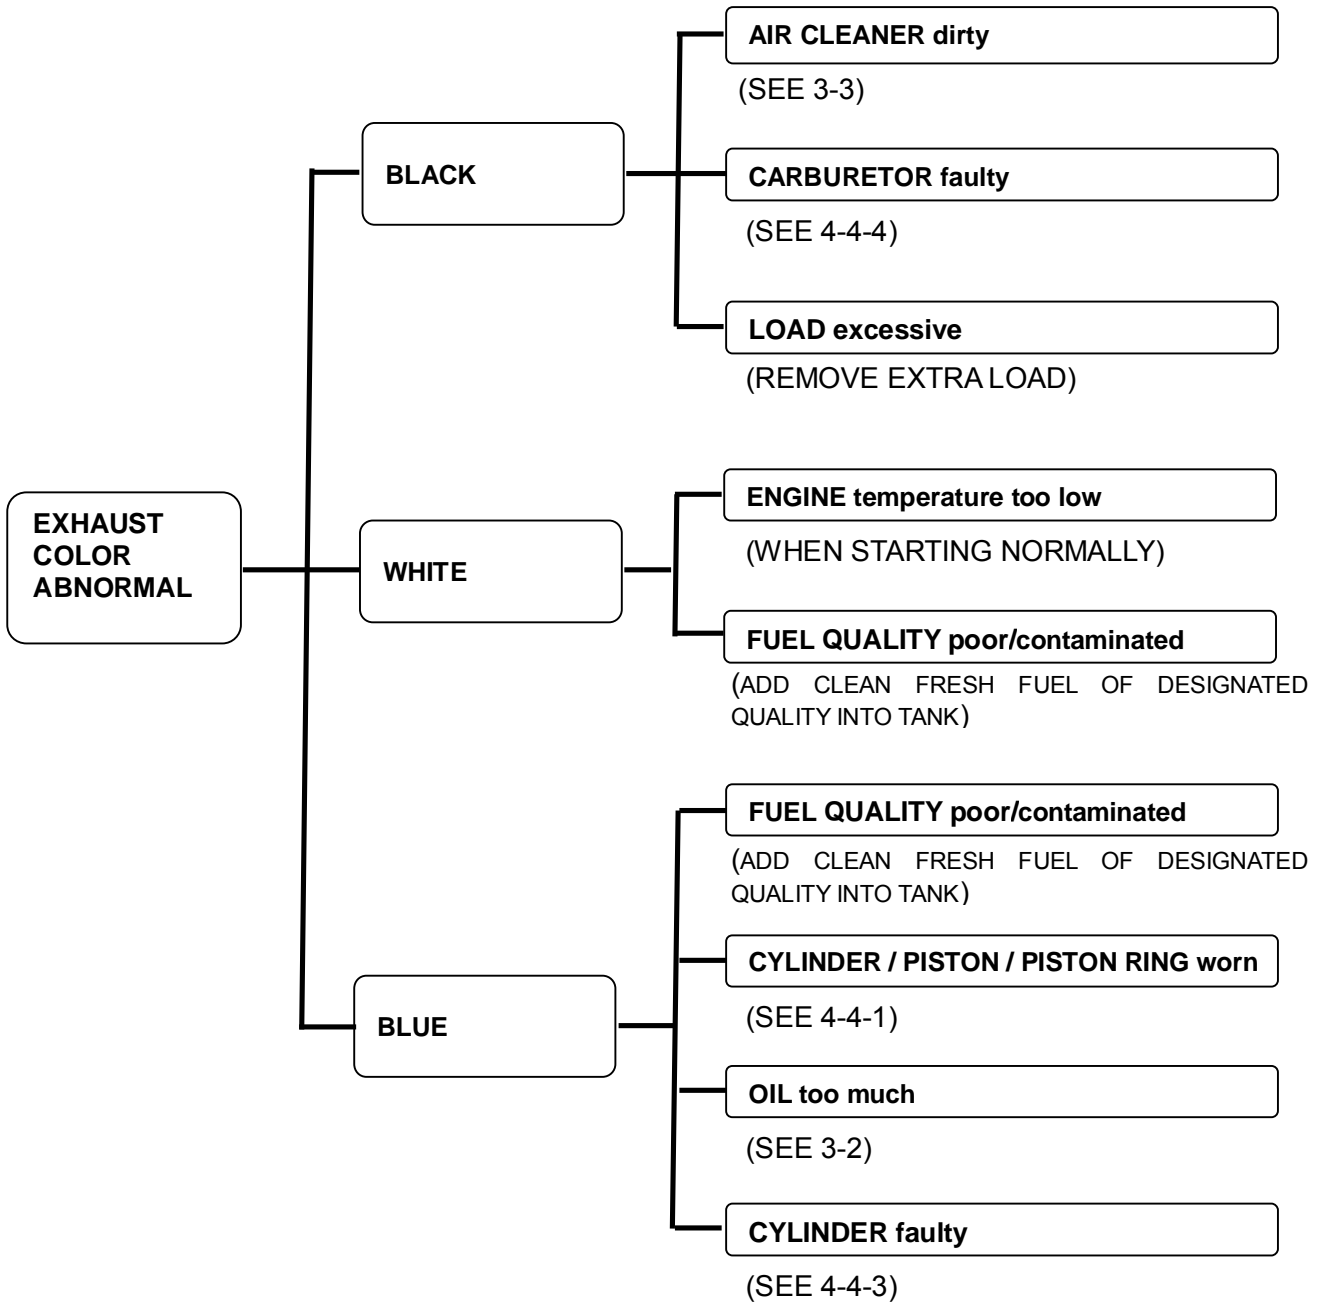 AIR CLEANER dirty
(SEE 3-3)
BLACK
CARBURETOR faulty
(SEE 4-4-4)
LOAD excessive
(REMOVE EXTRA LOAD)
EXHAUST
COLOR
ABNORMAL
WHITE
ENGINE temperature too low
(WHEN STARTING NORMALLY)
FUEL QUALITY poor/contaminated
(ADD CLEAN FRESH FUEL OF DESIGNATED
QUALITY INTO TANK)
BLUE
FUEL QUALITY poor/contaminated
(ADD CLEAN FRESH FUEL OF DESIGNATED
QUALITY INTO TANK)
CYLINDER / PISTON / PISTON RING worn
(SEE 4-4-1)
OIL too much
(SEE 3-2)
CYLINDER faulty
(SEE 4-4-3)